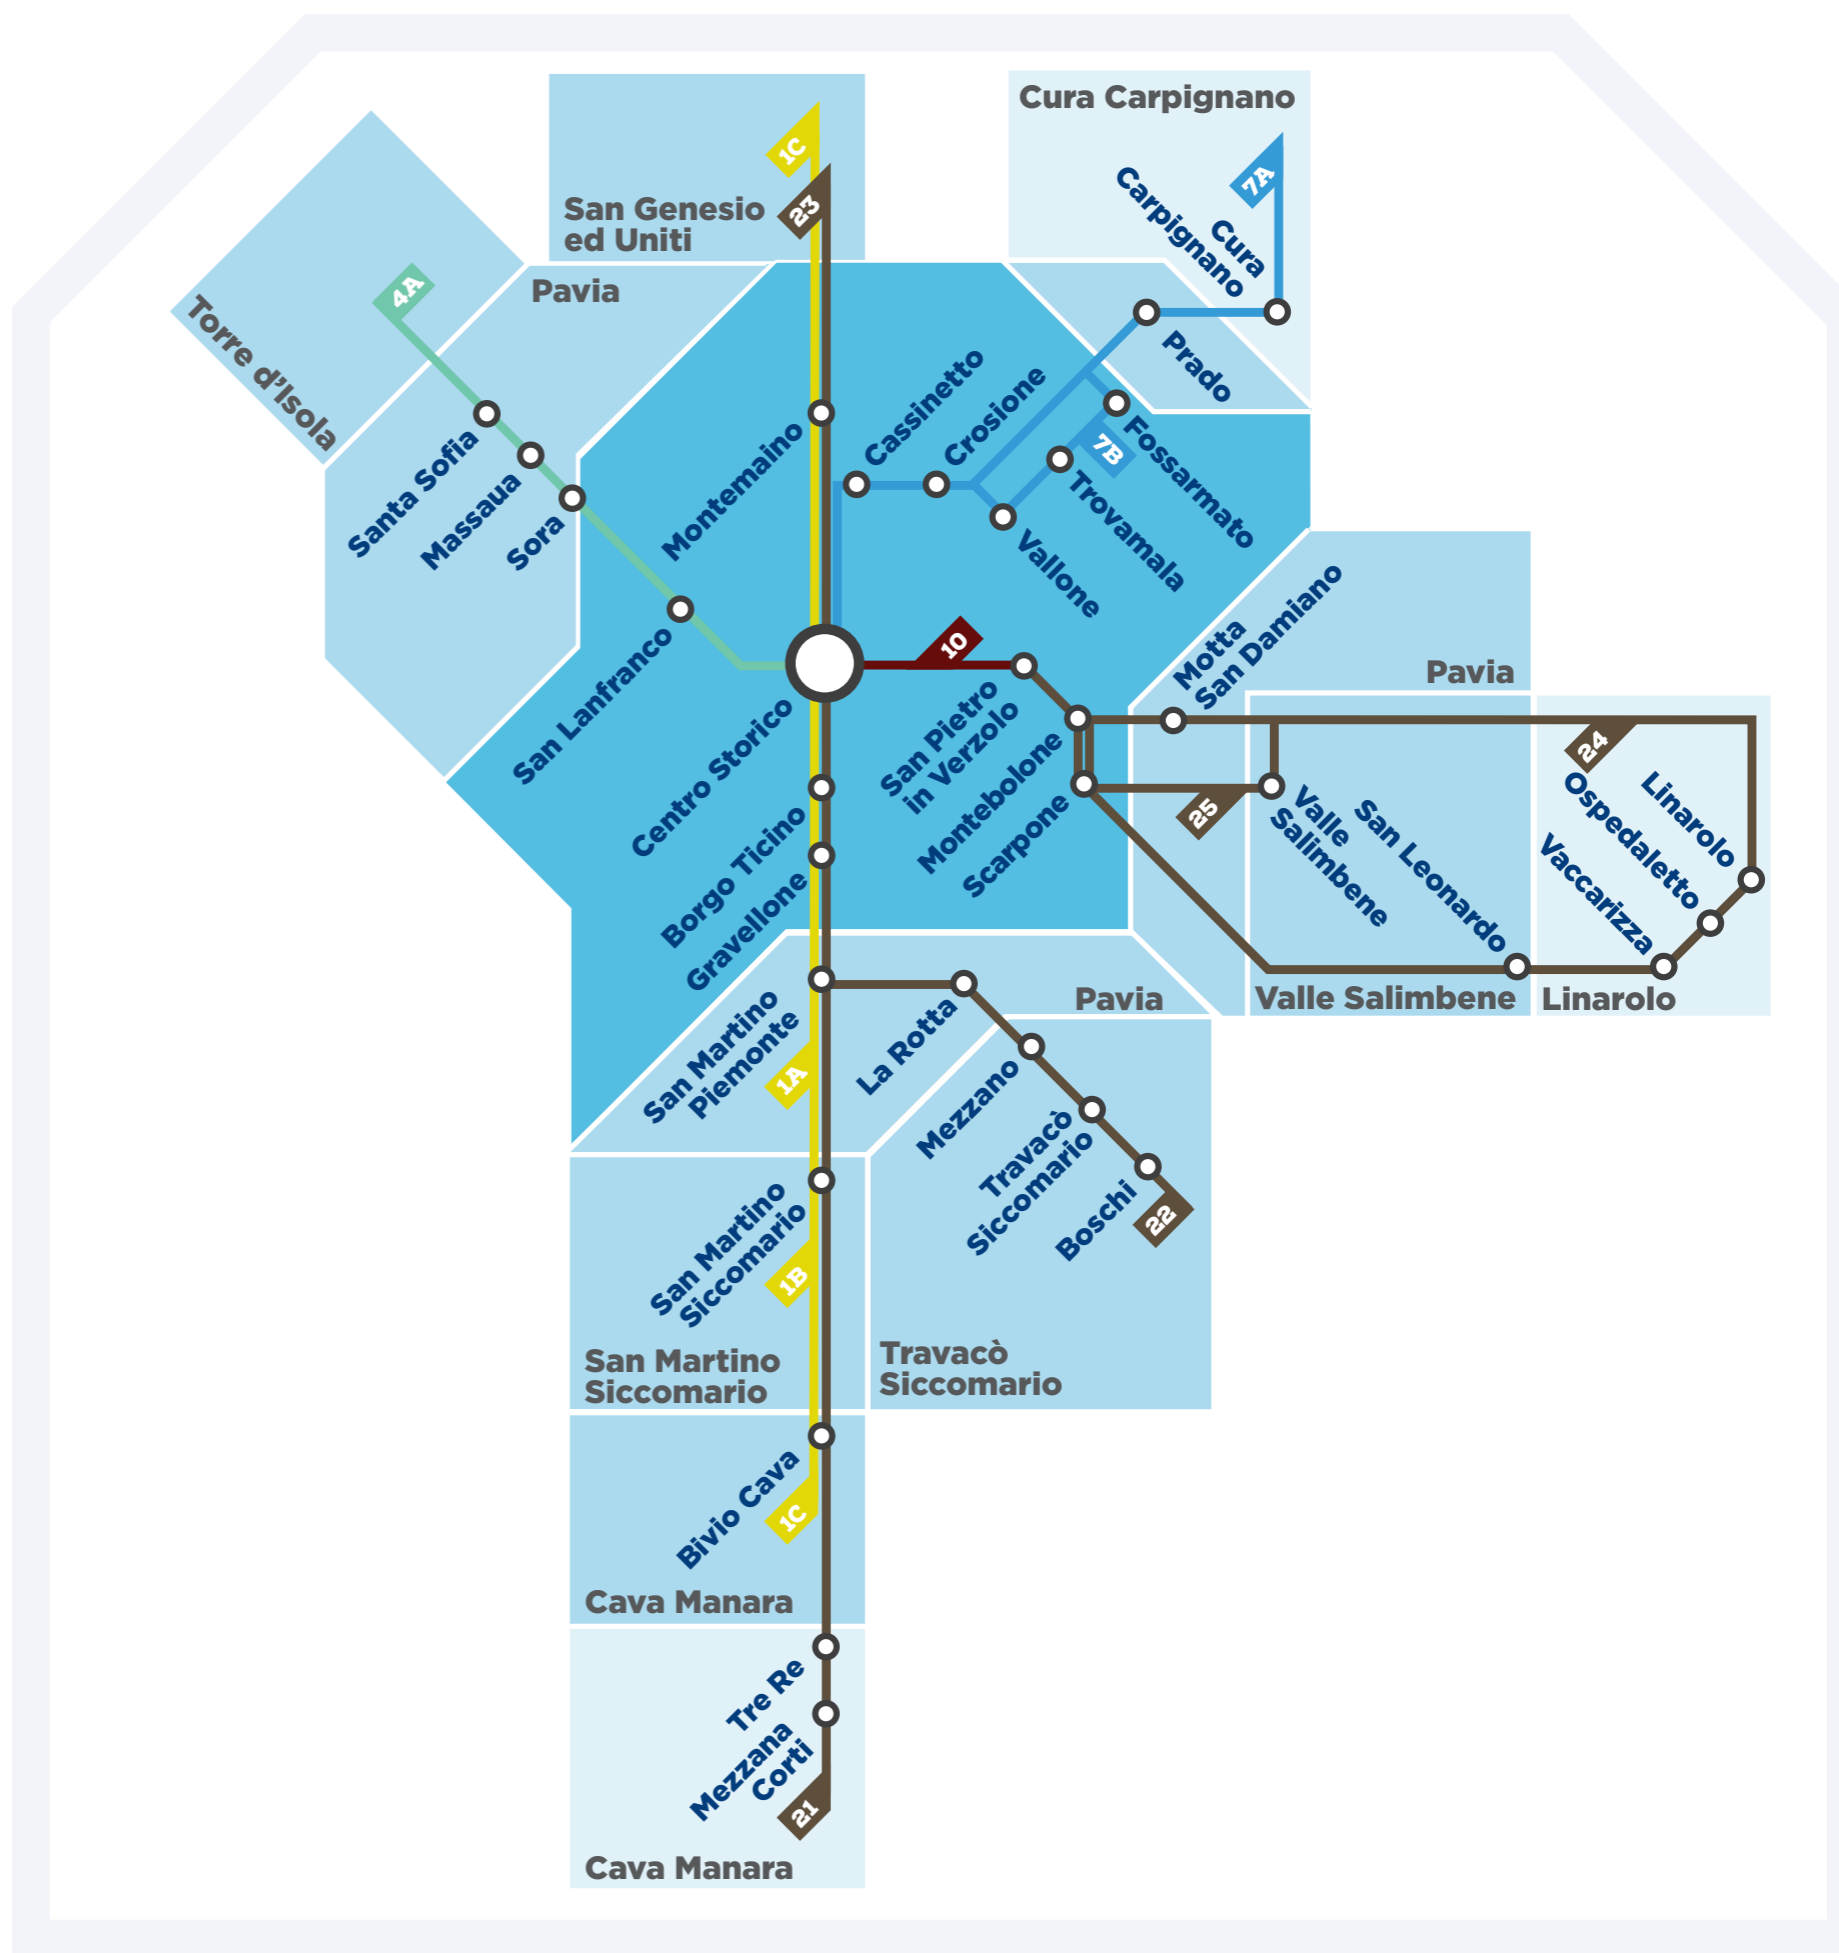 Cura Carpignano
1C
7A
Carpignano
Cura
San Genesio
ed Uniti
23
Pavia
4A
Torre d'Isola
Prado
Cassinetto
Crosione
Montemaino
7B
Fossarmato
Trovamala
Vallone
Santa Sofia
Massaua
Sora
San Lanfranco
10
Motta
San Damiano
Pavia
Centro Storico
San Pietro
in Verzolo
Montebolone
Scarpone
24
25
Valle
Salimbene
San Leonardo
Linarolo
Ospedaletto
Vaccarizza
Borgo Ticino
Gravellone
Valle Salimbene
Linarolo
Pavia
San Martino
Piemonte
1A
La Rotta
Mezzano
Travacò
Siccomario
Boschi
22
San Martino
Siccomario
1B
San Martino
Siccomario
Travacò
Siccomario
Bivio Cava
1C
Cava Manara
Tre Re
Mezzana
Corti
21
Cava Manara